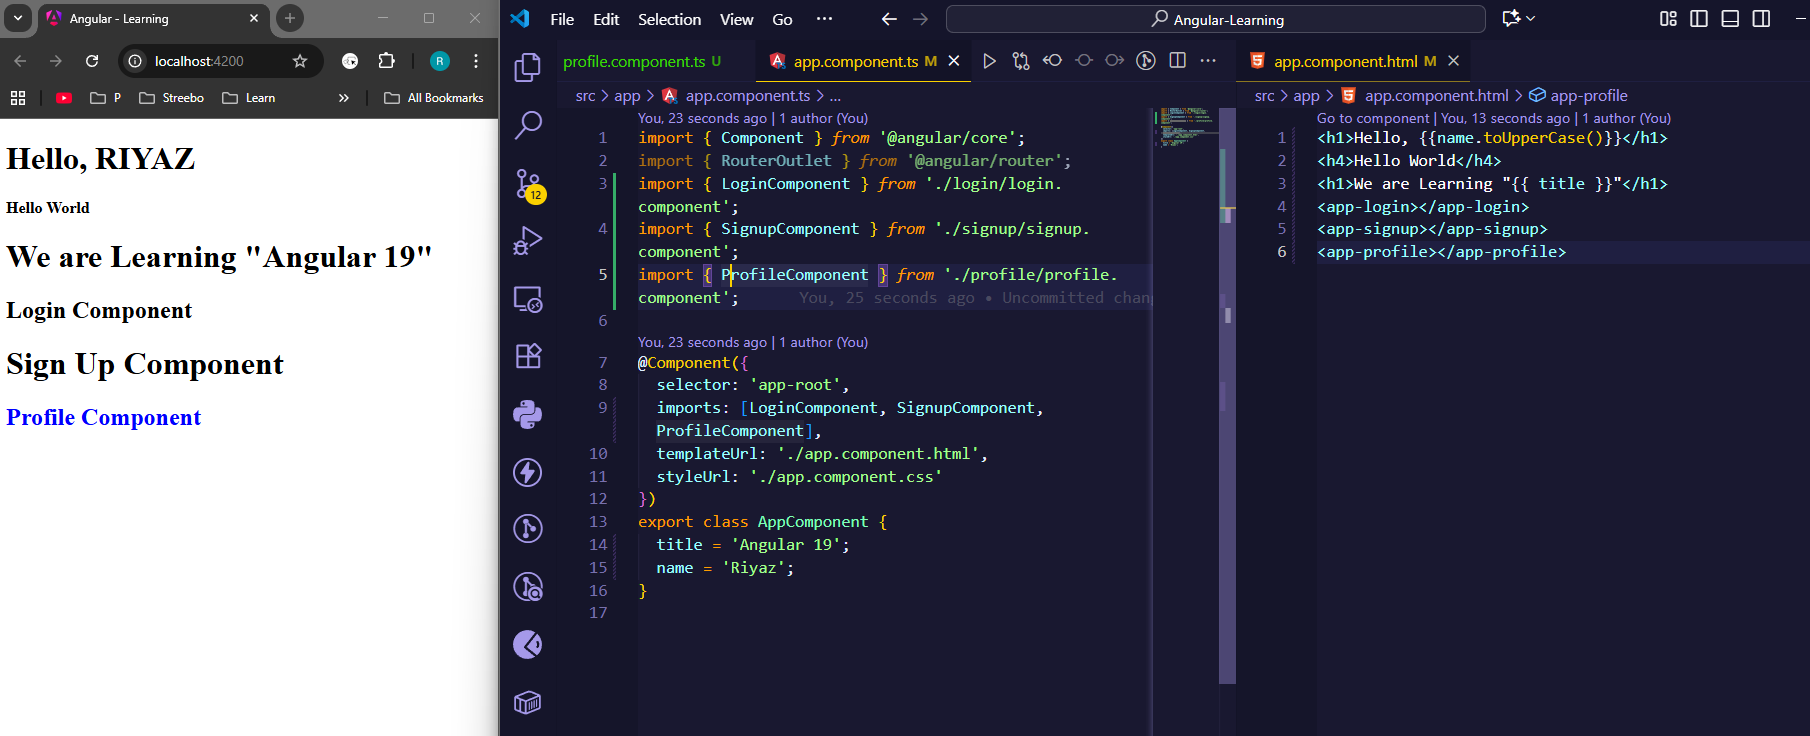 Angular - Learning
localhost:4200
R
P
Streebo
Learn
»
All Bookmarks
Hello, RIYAZ
Hello World
We are Learning "Angular 19"
Login Component
Sign Up Component
Profile Component
File Edit Selection View Go ···
Angular-Learning
12
profile.component.ts U
app.component.ts M
src > app > app.component.ts > ...
You, 23 seconds ago | 1 author (You)
1 import { Component } from '@angular/core';
2 import { RouterOutlet } from '@angular/router';
3 import { LoginComponent } from './login/login.
component';
4 import { SignupComponent } from './signup/signup.
component';
5 import { ProfileComponent } from './profile/profile.
component'; You, 25 seconds ago • Uncommitted chan
6
You, 23 seconds ago | 1 author (You)
7 @Component({
8 selector: 'app-root',
9 imports: [LoginComponent, SignupComponent,
ProfileComponent],
10 templateUrl: './app.component.html',
11 styleUrl: './app.component.css'
12 })
13 export class AppComponent {
14 title = 'Angular 19';
15 name = 'Riyaz';
16 }
17
app.component.html M
src > app > app.component.html > app-profile
Go to component | You, 13 seconds ago | 1 author (You)
1 <h1>Hello, {{name.toUpperCase()}}</h1>
2 <h4>Hello World</h4>
3 <h1>We are Learning "{{ title }}"</h1>
4 <app-login></app-login>
5 <app-signup></app-signup>
6 <app-profile></app-profile>